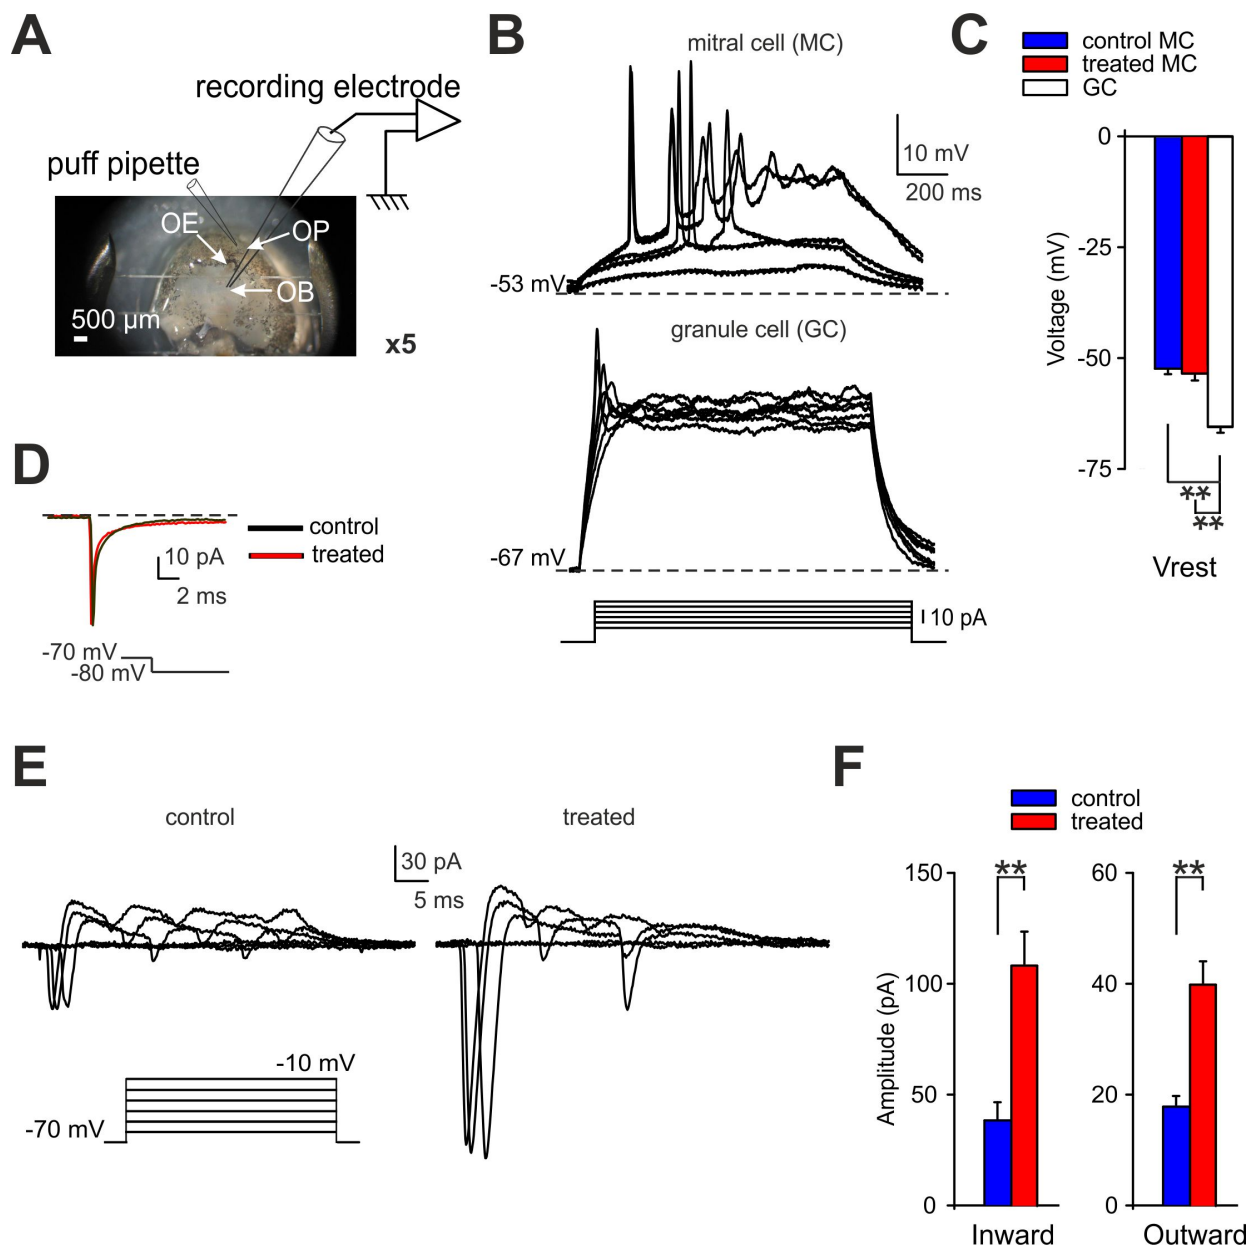 A
recording electrode
puff pipette
OE
OP
OB
500 µm
x5
B
mitral cell (MC)
10 mV
200 ms
-53 mV
granule cell (GC)
-67 mV
10 pA
C
control MC
treated MC
GC
0
-25
-50
-75
Voltage (mV)
**
**
Vrest
D
control
treated
10 pA
2 ms
-70 mV
-80 mV
E
control
treated
30 pA
5 ms
-10 mV
-70 mV
F
control
treated
150
100
50
0
Amplitude (pA)
**
Inward
60
40
20
0
**
Outward